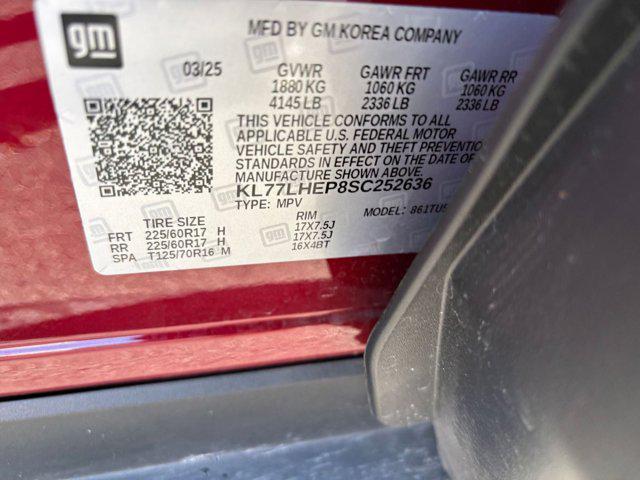 gm
MFD BY GM KOREA COMPANY
03/25 GVWR GAWR FRT GAWR RR
1880 KG 1060 KG 1060 KG
4145 LB 2336 LB 2336 LB
THIS VEHICLE CONFORMS TO ALL
APPLICABLE U.S. FEDERAL MOTOR
VEHICLE SAFETY AND THEFT PREVENTION
STANDARDS IN EFFECT ON THE DATE OF
MANUFACTURE SHOWN ABOVE.
KL77LHEP8SC252636
TYPE: MPV MODEL: 861TU5
TIRE SIZE RIM
FRT 225/60R17 H 17X7.5J
RR 225/60R17 H 17X7.5J
SPA T125/70R16 M 16X4BT